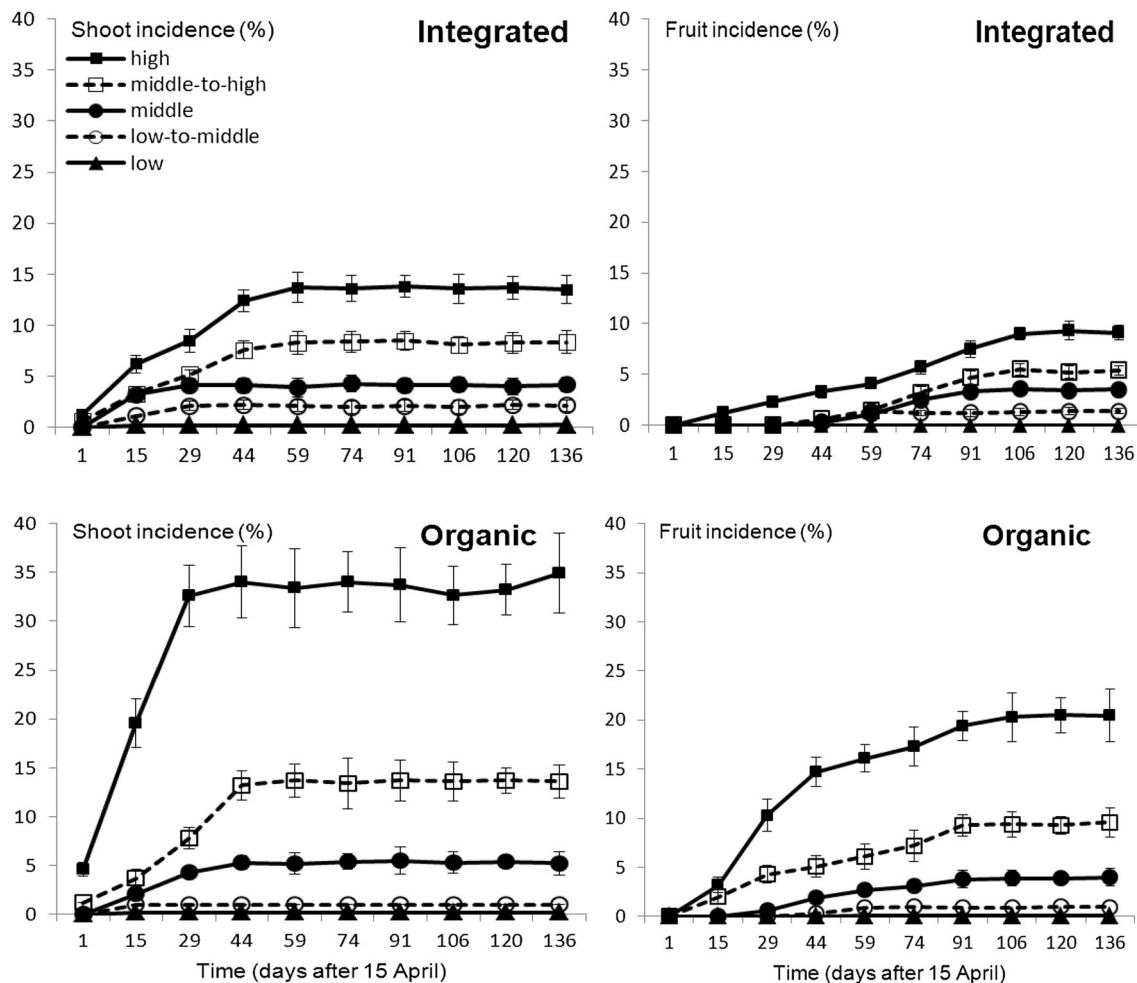 Shoot incidence (%) Integrated
high
middle-to-high
middle
low-to-middle
low
40
35
30
25
20
15
10
5
0
1 15 29 44 59 74 91 106 120 136
Fruit incidence (%) Integrated
40
35
30
25
20
15
10
5
0
1 15 29 44 59 74 91 106 120 136
Shoot incidence (%) Organic
40
35
30
25
20
15
10
5
0
1 15 29 44 59 74 91 106 120 136
Time (days after 15 April)
Fruit incidence (%) Organic
40
35
30
25
20
15
10
5
0
1 15 29 44 59 74 91 106 120 136
Time (days after 15 April)